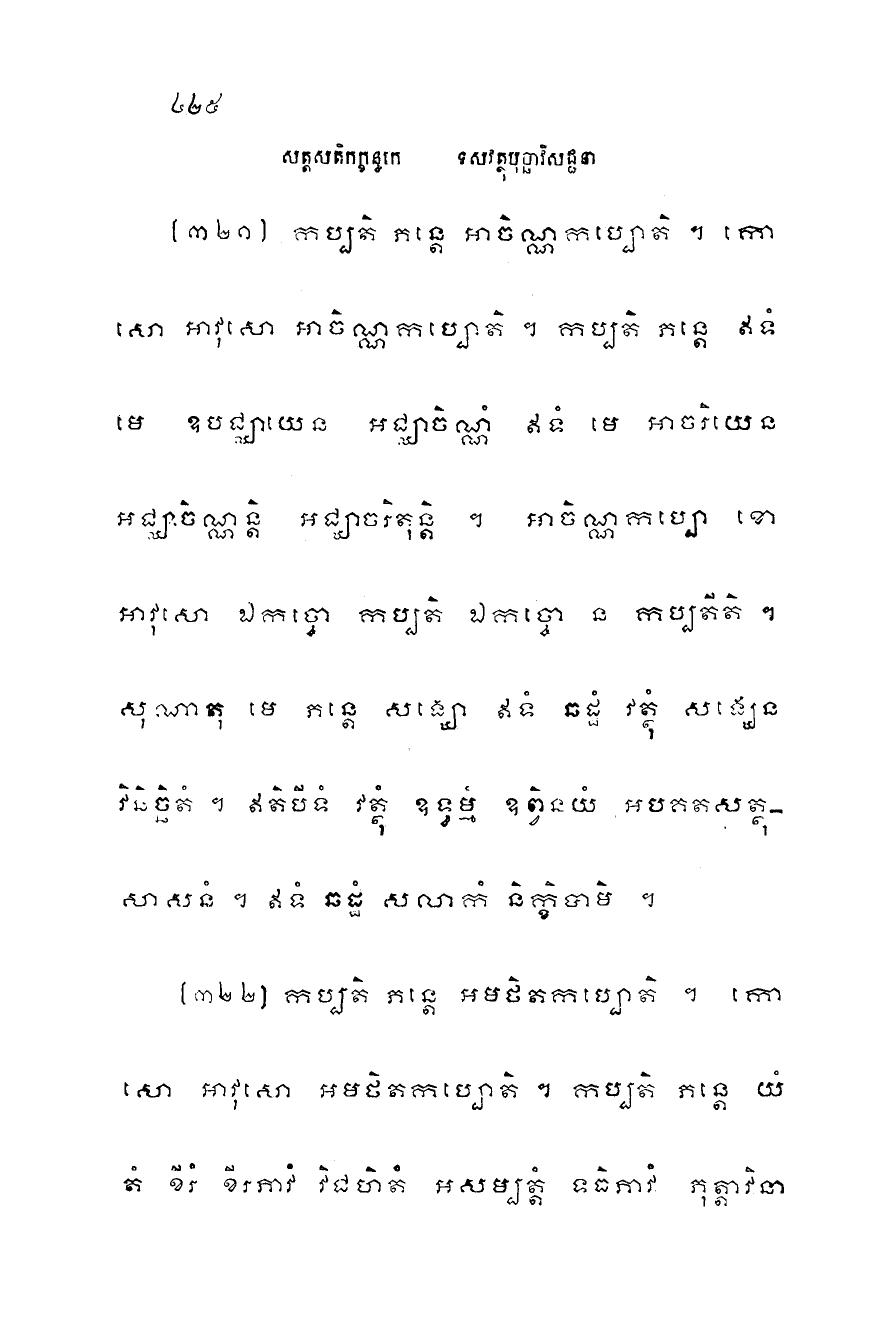 ៤២៥
សត្តសតិកក្ខន្ធកេ ទសវត្ថុបុច្ឆាវិសជ្ជនា
(៣២១) កប្បតិ ភន្តេ អាចិណ្ណកប្បោតិ ។ កោ
សោ អាវុសោ អាចិណ្ណកប្បោតិ ។ កប្បតិ ភន្តេ ឥទំ
មេ ឧបជ្ឈាយេន អជ្ឈាចិណ្ណំ ឥទំ មេ អាចរិយេន
អជ្ឈាចិណ្ណន្តិ អជ្ឈាចរិតុន្តិ ។ អាចិណ្ណកប្បោ ខោ
អាវុសោ ឯកច្ចោ កប្បតិ ឯកច្ចោ ន កប្បតីតិ ។
សុណាតុ មេ ភន្តេ សង្ឃោ ឥទំ ឆដ្ឋំ វត្ថុំ សង្ឃេន
វិនិច្ឆិតំ ។ ឥតិបីទំ វត្ថុំ ឧទ្ធម្មំ ឧព្វិនយំ អបគតសត្ថុ-
សាសនំ ។ ឥទំ ឆដ្ឋំ សលាកំ និក្ខិបាមិ ។
(៣២២) កប្បតិ ភន្តេ អមថិតកប្បោតិ ។ កោ
សោ អាវុសោ អមថិតកប្បោតិ ។ កប្បតិ ភន្តេ យំ
តំ ខីរំ ខីរភាវំ វិជហិតំ អសម្បត្តំ ទធិភាវំ ភុត្តាវិនា